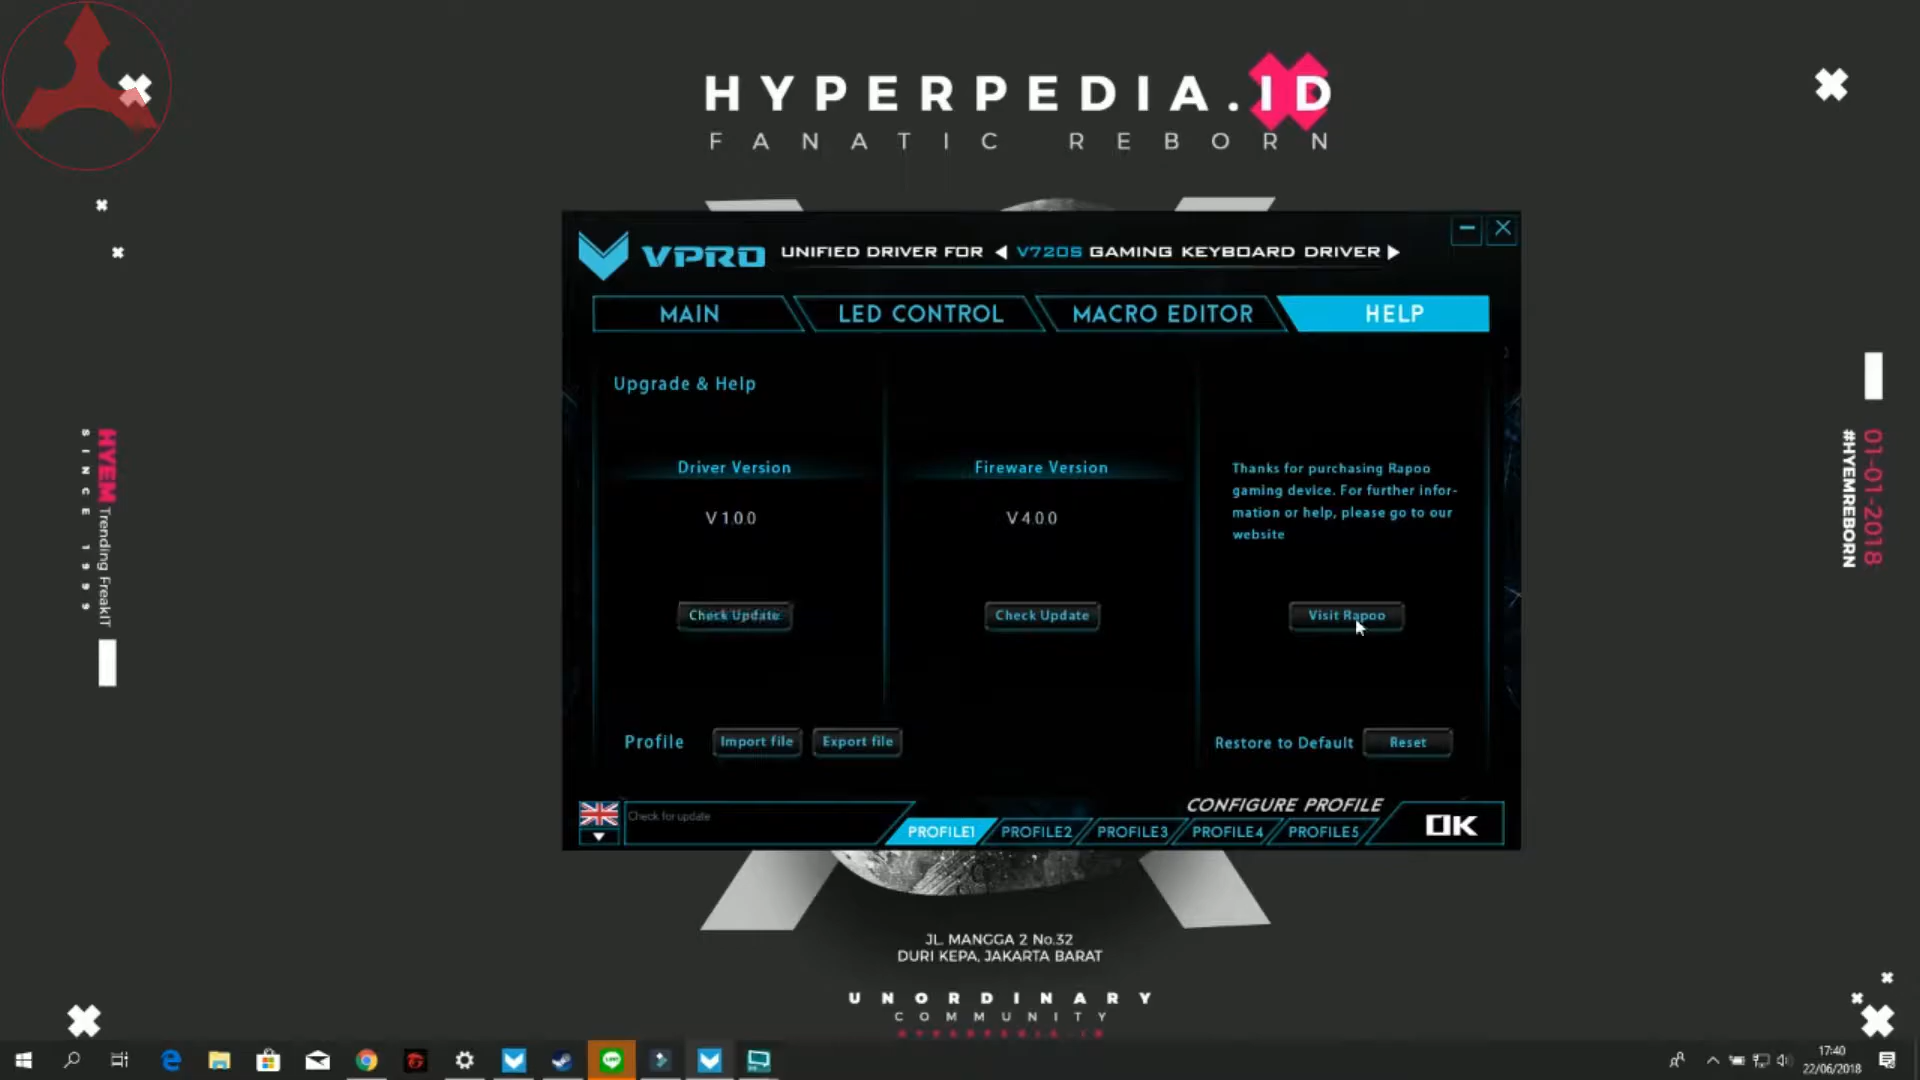 HYPERPEDIA.ID
FANATIC REBORN
VPRO
UNIFIED DRIVER FOR V720S GAMING KEYBOARD DRIVER
MAIN
LED CONTROL
MACRO EDITOR
HELP
Upgrade & Help
Driver Version
V 1.0.0
Check Update
Fireware Version
V 4.0.0
Check Update
Thanks for purchasing Rapoo
gaming device. For further infor-
mation or help, please go to our
website
Visit Rapoo
Profile
Import file
Export file
Restore to Default
Reset
Check for update
CONFIGURE PROFILE
PROFILE1
PROFILE2
PROFILE3
PROFILE4
PROFILE5
OK
HYEM Trending FreakIT
SINCE 1999
01-01-2018
#HYEMREBORN
JL. MANGGA 2 No.32
DURI KEPA, JAKARTA BARAT
UNORDINARY
COMMUNITY
HYPERPEDIA.ID
17:40
22/06/2018